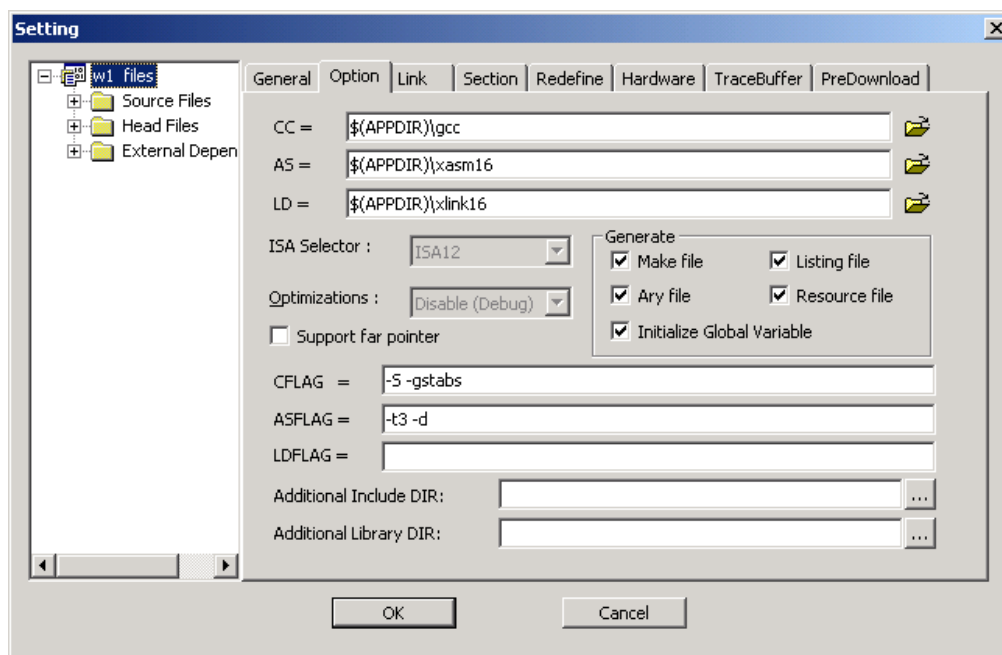 Setting
w1 files
Source Files
Head Files
External Depen
General Option Link Section Redefine Hardware TraceBuffer PreDownload
CC = $(APPDIR)\gcc
AS = $(APPDIR)\xasm16
LD = $(APPDIR)\xlink16
ISA Selector : ISA12
Optimizations : Disable (Debug)
Support far pointer
Generate
Make file Listing file
Ary file Resource file
Initialize Global Variable
CFLAG = -S -gstabs
ASFLAG = -t3 -d
LDFLAG =
Additional Include DIR: ...
Additional Library DIR: ...
OK Cancel